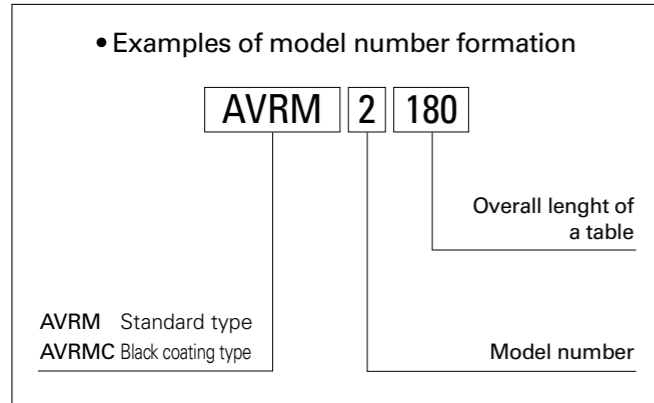 • Examples of model number formation
AVRM 2 180
Overall lenght of
a table
AVRM Standard type
AVRMC Black coating type
Model number